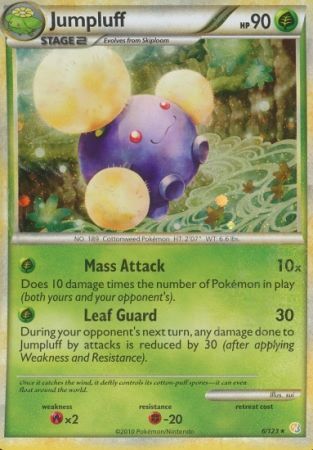 Jumpluff
HP 90
STAGE 2
Evolves from Skiploom
NO. 189 Cottonweed Pokémon HT: 2'07" WT: 6.6 lbs.
Mass Attack 10x
Does 10 damage times the number of Pokémon in play
(both yours and your opponent's).
Leaf Guard 30
During your opponent's next turn, any damage done to
Jumpluff by attacks is reduced by 30 (after applying
Weakness and Resistance).
Once it catches the wind, it deftly controls its cotton-puff spores—it can even
float around the world.
illus. sui
weakness resistance retreat cost
x2 -20
©2010 Pokémon/Nintendo 6/123